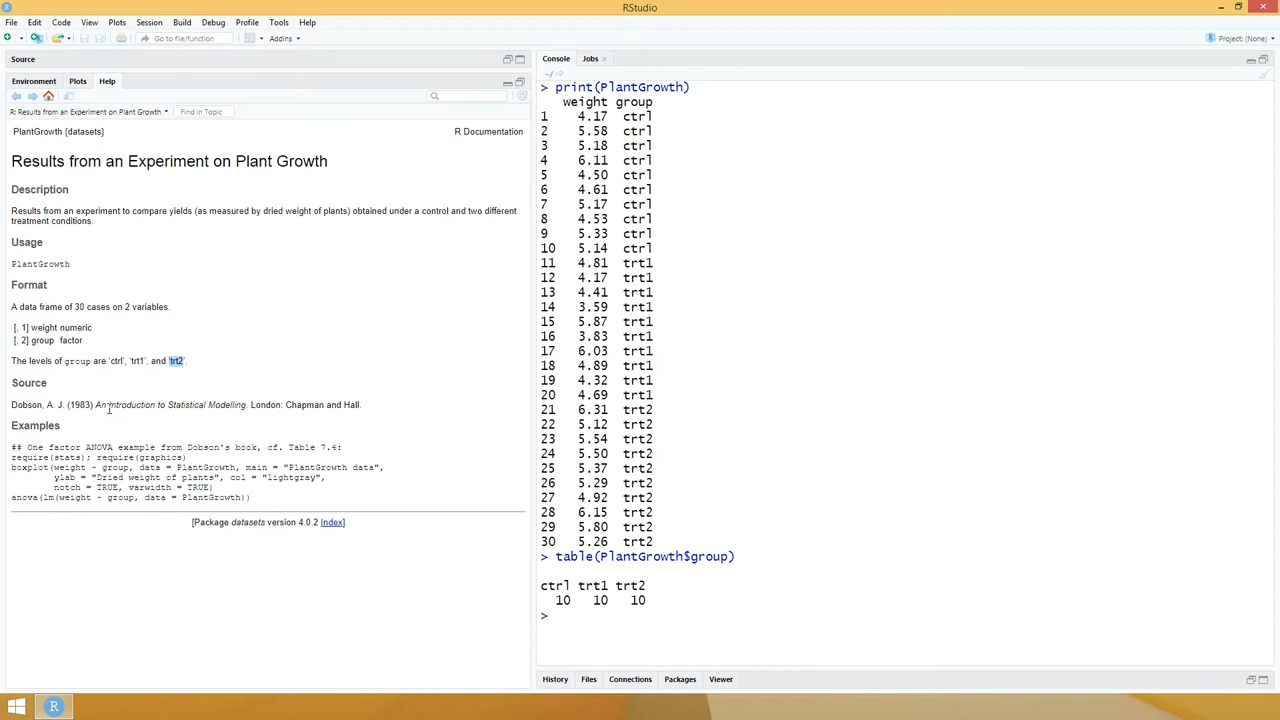 RStudio
File Edit Code View Plots Session Build Debug Profile Tools Help
Go to file/function
Addins
Project: (None)
Source
Environment Plots Help
R: Results from an Experiment on Plant Growth
Find in Topic
PlantGrowth {datasets}
R Documentation
Results from an Experiment on Plant Growth
Description
Results from an experiment to compare yields (as measured by dried weight of plants) obtained under a control and two different
treatment conditions.
Usage
PlantGrowth
Format
A data frame of 30 cases on 2 variables.
[, 1] weight numeric
[, 2] group factor
The levels of group are 'ctrl', 'trt1', and 'trt2'.
Source
Dobson, A. J. (1983) An Introduction to Statistical Modelling. London: Chapman and Hall.
Examples
## One factor ANOVA example from Dobson's book, cf. Table 7.4:
require(stats); require(graphics)
boxplot(weight ~ group, data = PlantGrowth, main = "PlantGrowth data",
ylab = "Dried weight of plants", col = "lightgray",
notch = TRUE, varwidth = TRUE)
anova(lm(weight ~ group, data = PlantGrowth))
[Package datasets version 4.0.2 Index]
Console Jobs
~/
> print(PlantGrowth)
weight group
1 4.17 ctrl
2 5.58 ctrl
3 5.18 ctrl
4 6.11 ctrl
5 4.50 ctrl
6 4.61 ctrl
7 5.17 ctrl
8 4.53 ctrl
9 5.33 ctrl
10 5.14 ctrl
11 4.81 trt1
12 4.17 trt1
13 4.41 trt1
14 3.59 trt1
15 5.87 trt1
16 3.83 trt1
17 6.03 trt1
18 4.89 trt1
19 4.32 trt1
20 4.69 trt1
21 6.31 trt2
22 5.12 trt2
23 5.54 trt2
24 5.50 trt2
25 5.37 trt2
26 5.29 trt2
27 4.92 trt2
28 6.15 trt2
29 5.80 trt2
30 5.26 trt2
> table(PlantGrowth$group)
ctrl trt1 trt2
10 10 10
>
History Files Connections Packages Viewer
R